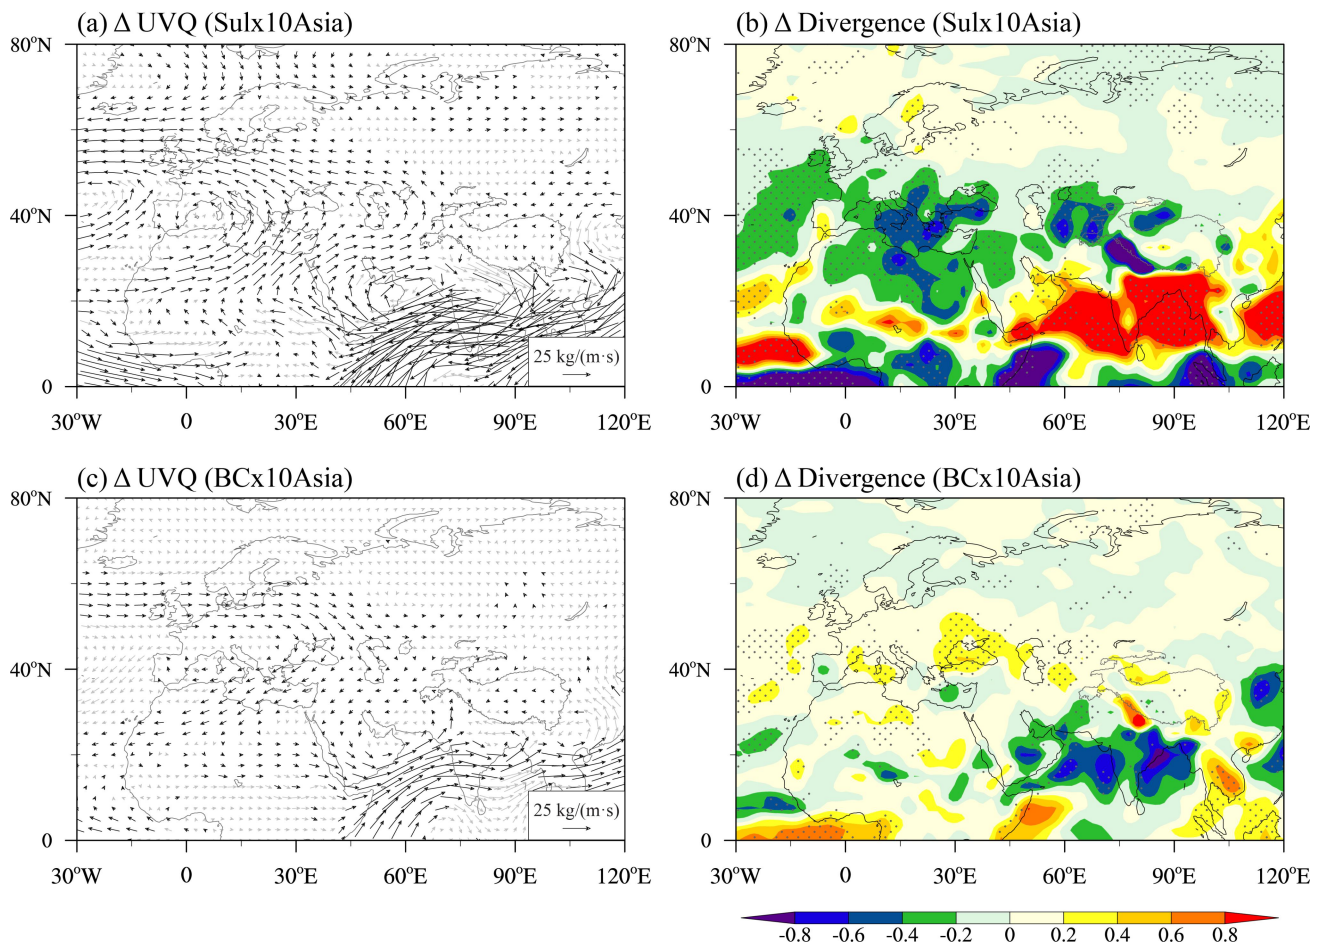 (a) Δ UVQ (Sulx10Asia)
(b) Δ Divergence (Sulx10Asia)
80°N
40°N
0
25 kg/(m·s)
30°W 0 30°E 60°E 90°E 120°E
80°N
40°N
0
30°W 0 30°E 60°E 90°E 120°E
(c) Δ UVQ (BCx10Asia)
(d) Δ Divergence (BCx10Asia)
80°N
40°N
0
25 kg/(m·s)
30°W 0 30°E 60°E 90°E 120°E
80°N
40°N
0
30°W 0 30°E 60°E 90°E 120°E
-0.8 -0.6 -0.4 -0.2 0 0.2 0.4 0.6 0.8